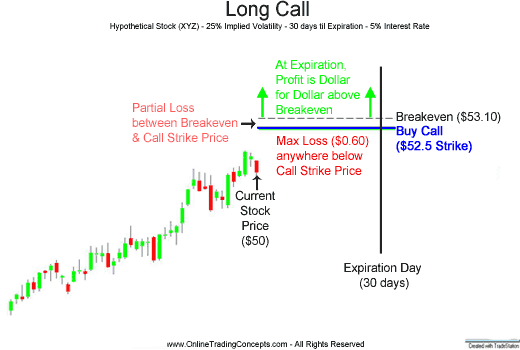 Long Call
Hypothetical Stock (XYZ) - 25% Implied Volatility - 30 days til Expiration - 5% Interest Rate
At Expiration,
Profit is Dollar
for Dollar above
Breakeven
Partial Loss
between Breakeven
& Call Strike Price
Breakeven ($53.10)
Buy Call
($52.5 Strike)
Max Loss ($0.60)
anywhere below
Call Strike Price
Current
Stock
Price
($50)
Expiration Day
(30 days)
www.OnlineTradingConcepts.com - All Rights Reserved
Created with TradeStation